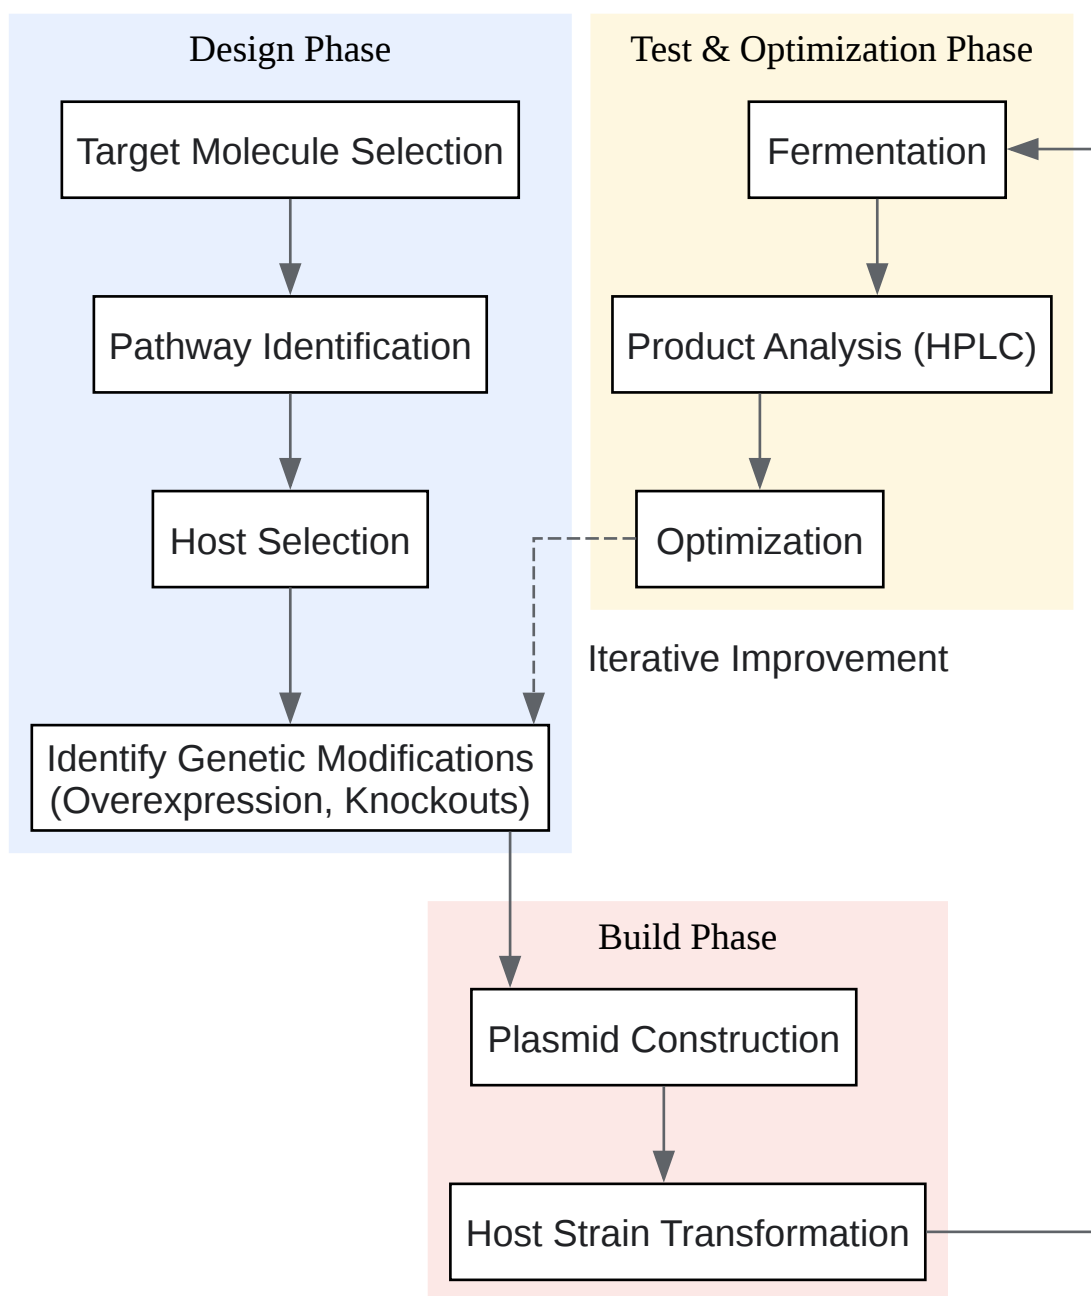 Design Phase
Target Molecule Selection
Pathway Identification
Host Selection
Identify Genetic Modifications
(Overexpression, Knockouts)
Test & Optimization Phase
Fermentation
Product Analysis (HPLC)
Optimization
Iterative Improvement
Build Phase
Plasmid Construction
Host Strain Transformation